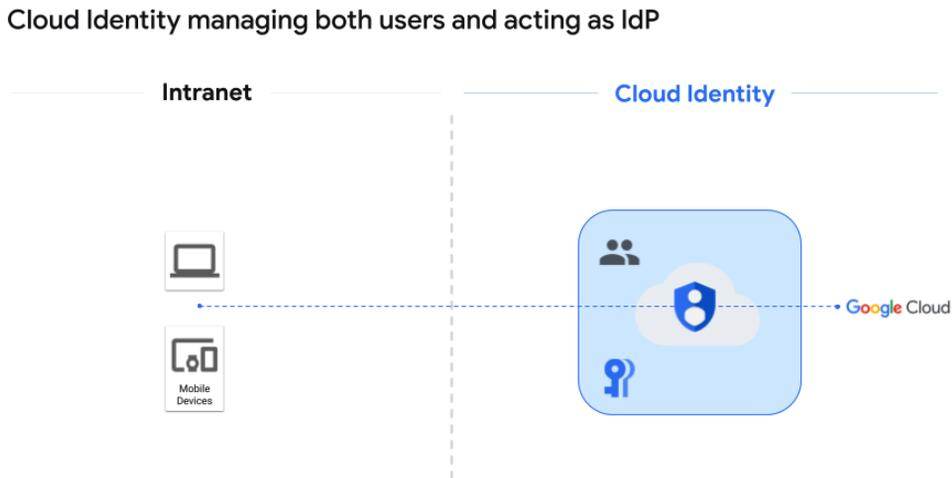 Cloud Identity managing both users and acting as IdP
Intranet
Cloud Identity
Google Cloud
Mobile
Devices